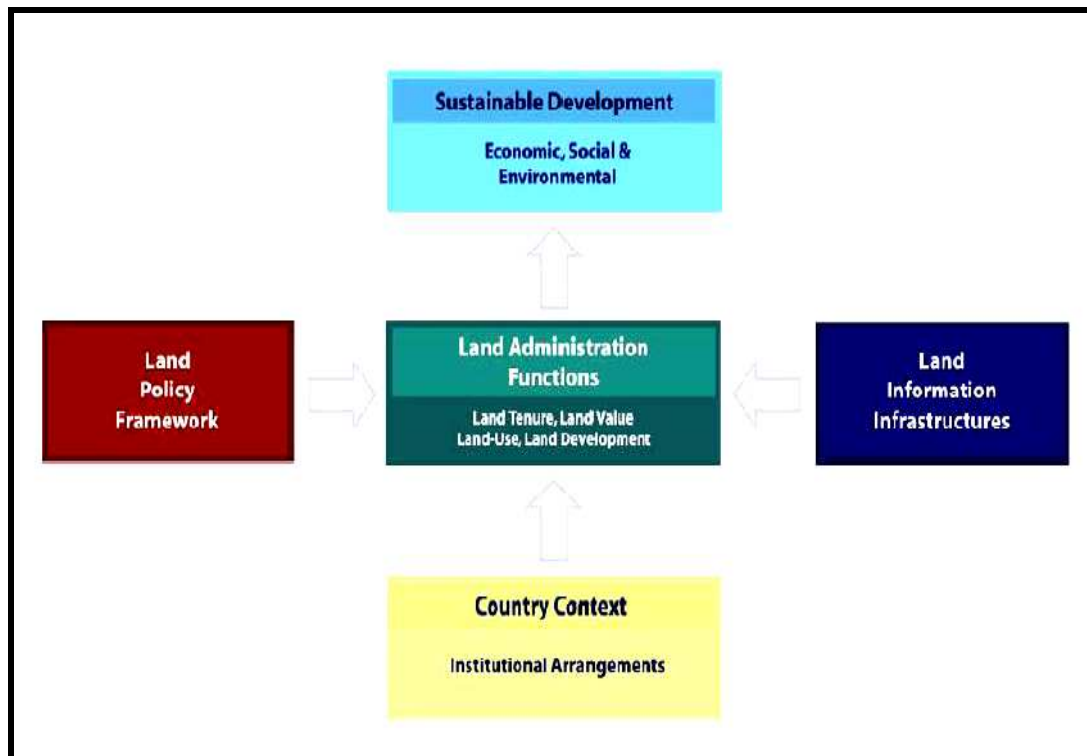 Sustainable Development
Economic, Social &
Environmental
Land
Policy
Framework
Land Administration
Functions
Land Tenure, Land Value
Land-Use, Land Development
Land
Information
Infrastructures
Country Context
Institutional Arrangements